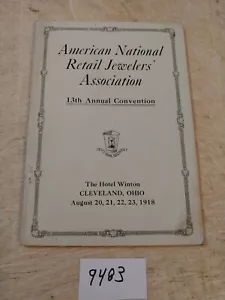 American National
Retail Jewelers'
Association
13th Annual Convention
The Hotel Winton
CLEVELAND, OHIO
August 20, 21, 22, 23, 1918
9483